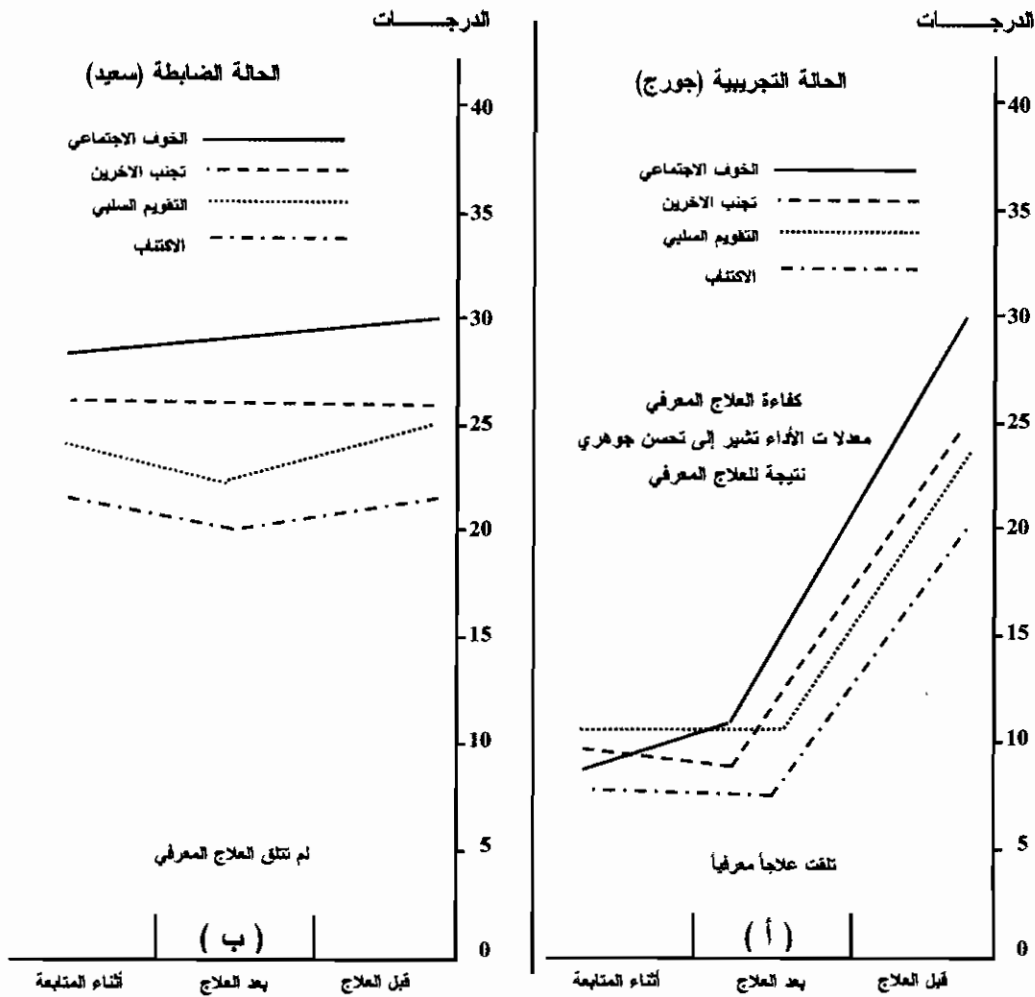 الدرجــــــات
الحالة التجريبية (جورج)
40
35
30
25
20
15
10
5
0
الخوف الاجتماعي
تجنب الاخرين
التقويم السلبي
الاكتئاب
كفاءة العلاج المعرفي
معدلات الأداء تشير إلى تحسن جوهري
نتيجة للعلاج المعرفي
تلقت علاجاً معرفياً
( أ )
قبل العلاج
بعد العلاج
أثناء المتابعة
الدرجــــــات
الحالة الضابطة (سعيد)
40
35
30
25
20
15
10
5
0
الخوف الاجتماعي
تجنب الاخرين
التقويم السلبي
الاكتئاب
لم تتلق العلاج المعرفي
( ب )
قبل العلاج
بعد العلاج
أثناء المتابعة